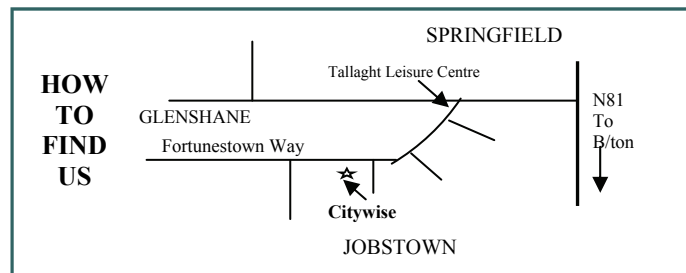 HOW
TO
FIND
US
SPRINGFIELD
Tallaght Leisure Centre
GLENSHANE
Fortunestown Way
Citywise
JOBSTOWN
N81
To
B/ton